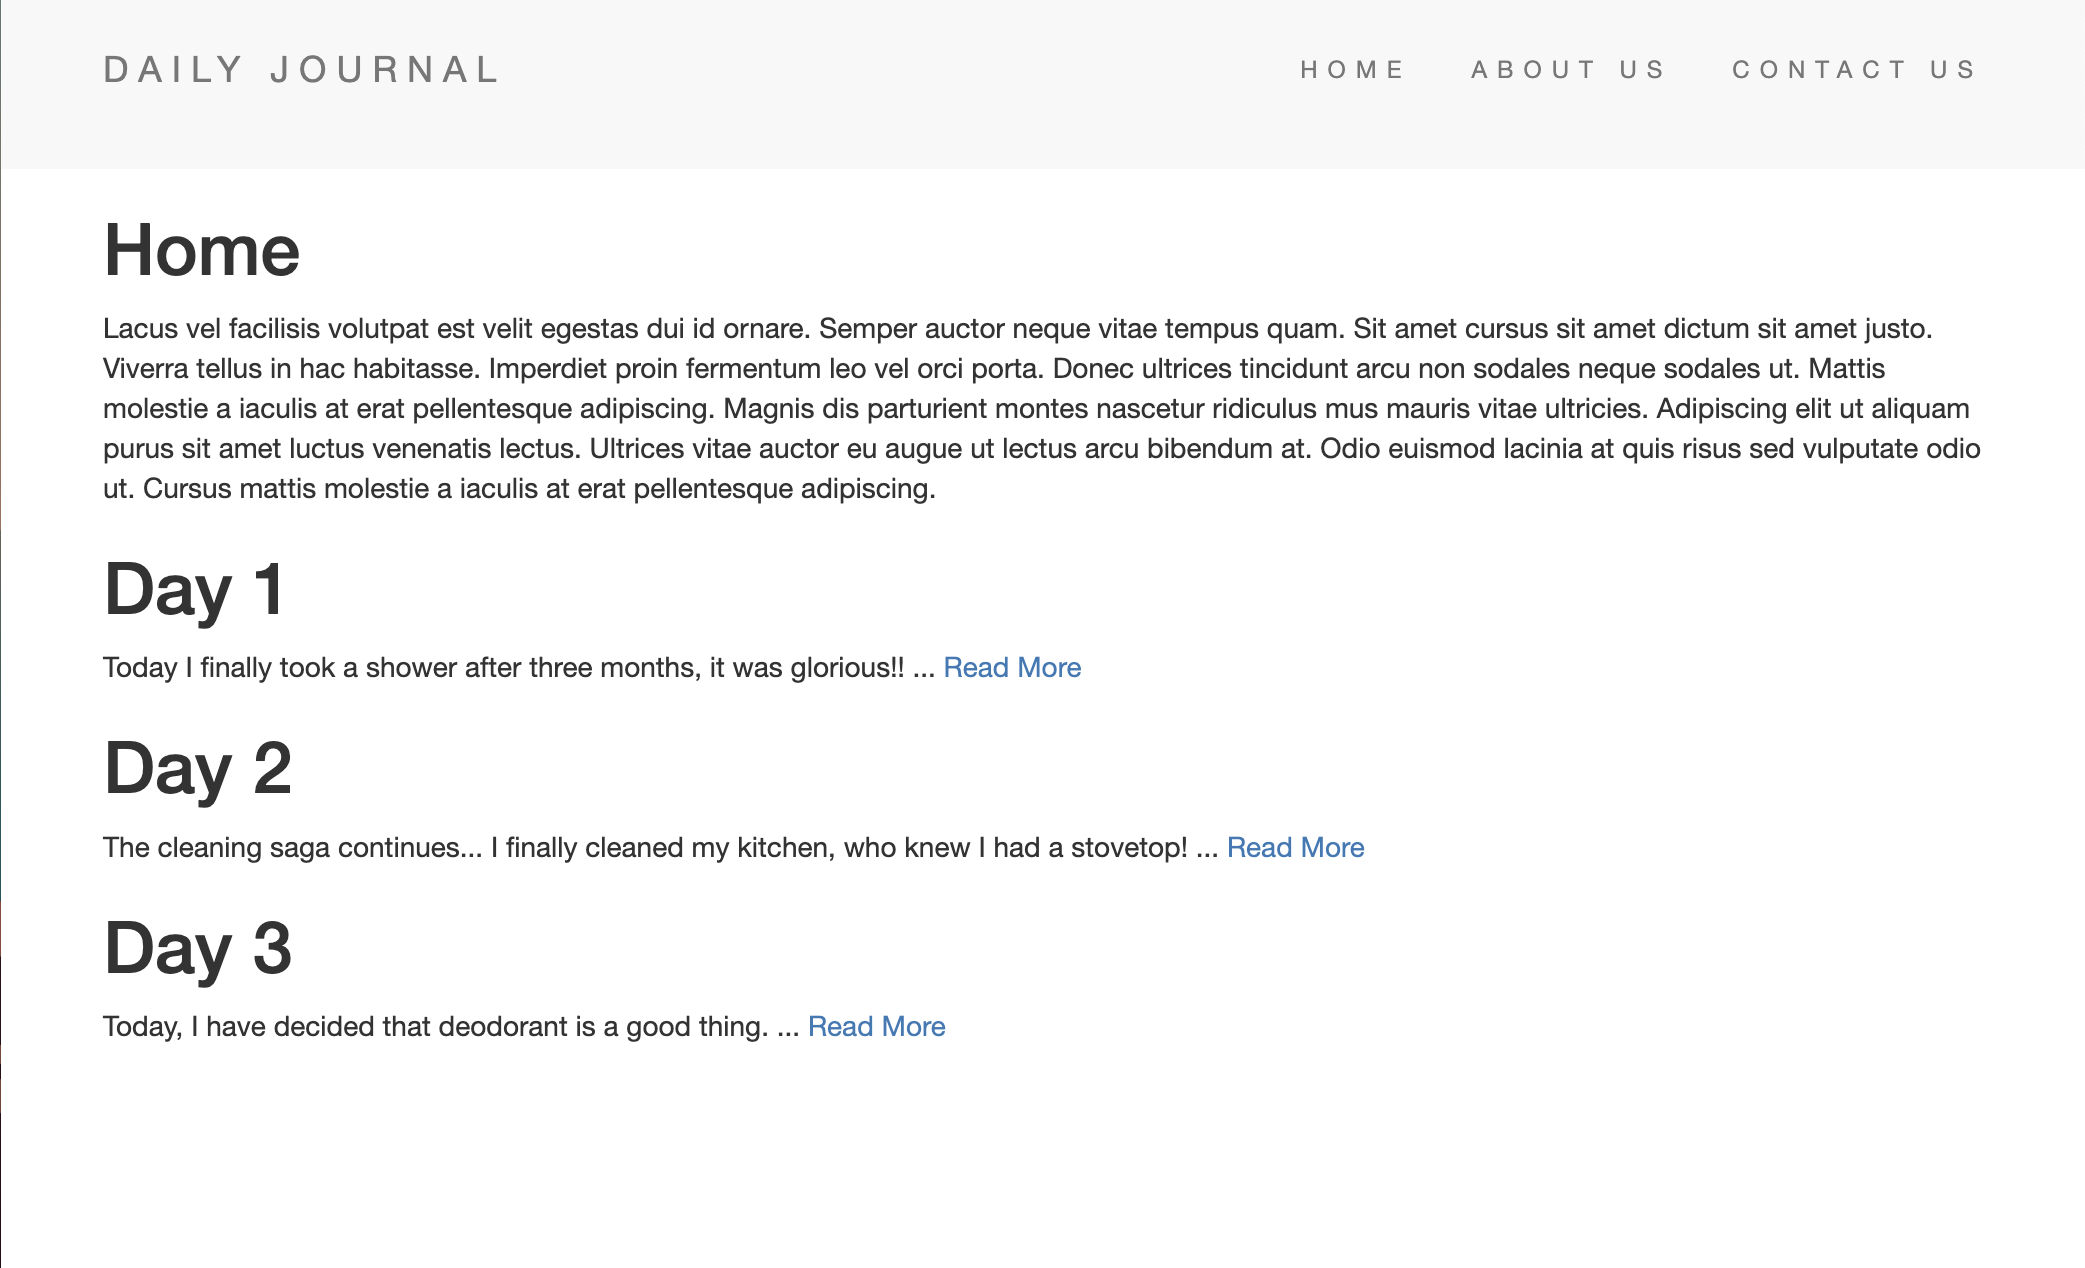 DAILY JOURNAL
HOME ABOUT US CONTACT US
Home
Lacus vel facilisis volutpat est velit egestas dui id ornare. Semper auctor neque vitae tempus quam. Sit amet cursus sit amet dictum sit amet justo.
Viverra tellus in hac habitasse. Imperdiet proin fermentum leo vel orci porta. Donec ultrices tincidunt arcu non sodales neque sodales ut. Mattis
molestie a iaculis at erat pellentesque adipiscing. Magnis dis parturient montes nascetur ridiculus mus mauris vitae ultricies. Adipiscing elit ut aliquam
purus sit amet luctus venenatis lectus. Ultrices vitae auctor eu augue ut lectus arcu bibendum at. Odio euismod lacinia at quis risus sed vulputate odio
ut. Cursus mattis molestie a iaculis at erat pellentesque adipiscing.
Day 1
Today I finally took a shower after three months, it was glorious!! ... Read More
Day 2
The cleaning saga continues... I finally cleaned my kitchen, who knew I had a stovetop! ... Read More
Day 3
Today, I have decided that deodorant is a good thing. ... Read More